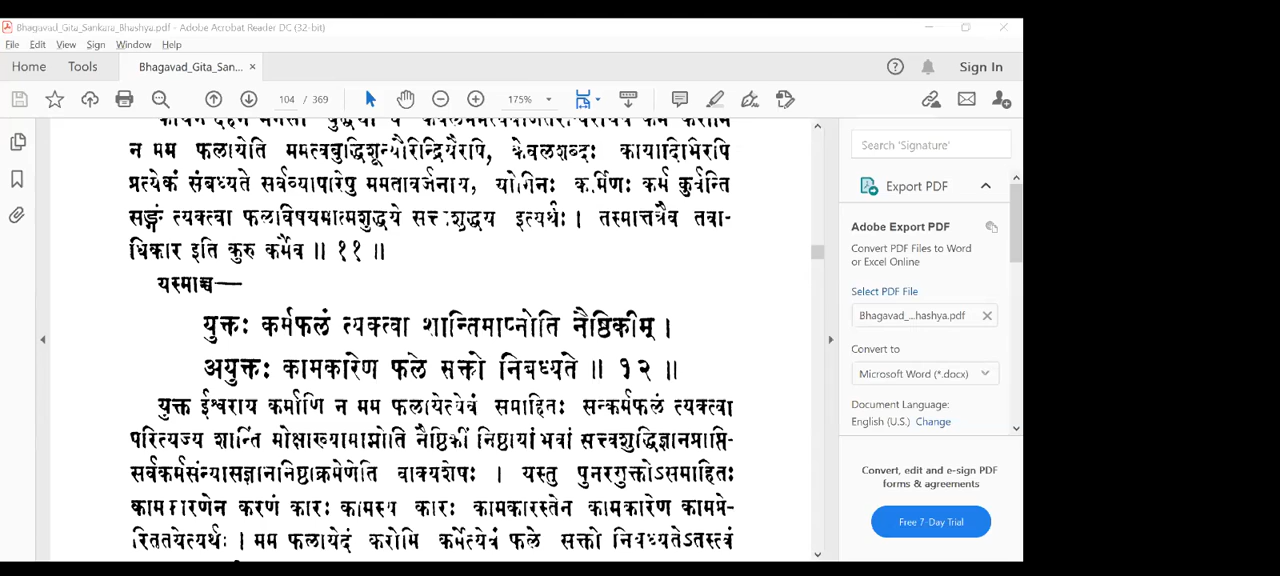 Bhagavad_Gita_Sankara_Bhashya.pdf - Adobe Acrobat Reader DC (32-bit)
File Edit View Sign Window Help
Home Tools Bhagavad_Gita_San... × Sign In
104 / 369 175%
न मम फलायेति ममत्वबुद्धिशून्यैरिन्द्रियैरपि, केवलशब्दः कायादिभिरपि
प्रत्येकं संबध्यते सर्वव्यापारेषु ममतावर्जनाय, योगिनः कर्मिणः कर्म कुर्वन्ति
सङ्गं त्यक्त्वा फलविषयमात्मशुद्धये सत्त्वशुद्धय इत्यर्थः । तस्मात्तत्रैव तवा-
धिकार इति कुरु कर्मैव ॥ ११ ॥
यस्माच्च—
युक्तः कर्मफलं त्यक्त्वा शान्तिमाप्नोति नैष्ठिकीम् ।
अयुक्तः कामकारेण फले सक्तो निबध्यते ॥ १२ ॥
युक्त ईश्वराय कर्माणि न मम फलायेत्येवं समाहितः सन्कर्मफलं त्यक्त्वा
परित्यज्य शान्तिं मोक्षाख्यामाप्नोति नैष्ठिकीं निष्ठायां भवां सत्त्वशुद्धिज्ञानप्राप्ति-
सर्वकर्मसंन्यासज्ञाननिष्ठाक्रमेणेति वाक्यशेषः । यस्तु पुनरयुक्तोऽसमाहितः
कामकारणेन करणं कारः कामस्य कारः कामकारस्तेन कामकारेण कामप्रे-
रिततयेत्यर्थः । मम फलायेदं करोमि कर्मेत्येवं फले सक्तो निबध्यतेऽतस्त्वं
Search 'Signature'
Export PDF
Adobe Export PDF
Convert PDF Files to Word
or Excel Online
Select PDF File
Bhagavad_...hashya.pdf ×
Convert to
Microsoft Word (*.docx)
Document Language:
English (U.S.) Change
Convert, edit and e-sign PDF
forms & agreements
Free 7-Day Trial